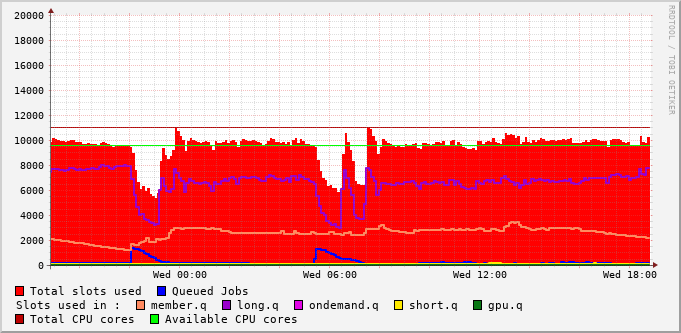 20000
18000
16000
14000
12000
10000
8000
6000
4000
2000
0
Wed 00:00 Wed 06:00 Wed 12:00 Wed 18:00
Total slots used Queued Jobs
Slots used in : member.q long.q ondemand.q short.q gpu.q
Total CPU cores Available CPU cores
RRDTOOL / TOBI OETIKER